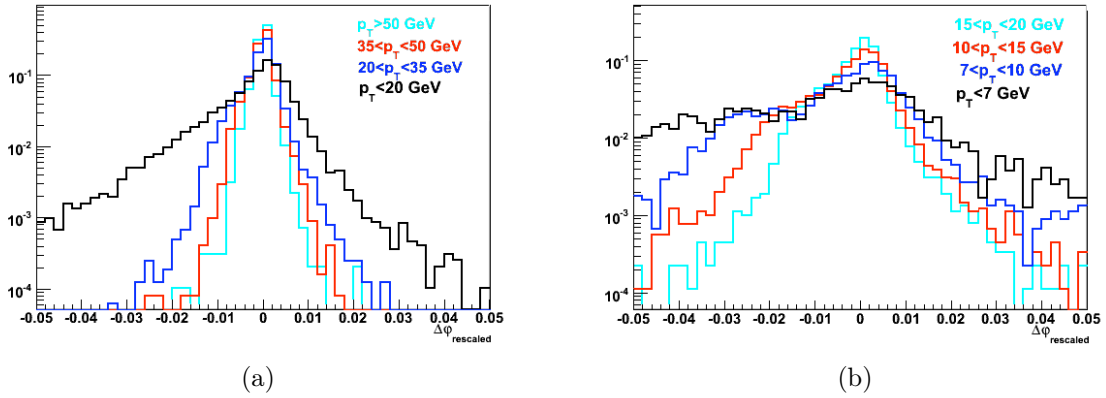 p_T>50 GeV
35<p_T<50 GeV
20<p_T<35 GeV
p_T<20 GeV
10^-1
10^-2
10^-3
10^-4
-0.05 -0.04 -0.03 -0.02 -0.01 0 0.01 0.02 0.03 0.04 0.05
Δφ_rescaled
(a)
15<p_T<20 GeV
10<p_T<15 GeV
7<p_T<10 GeV
p_T<7 GeV
10^-1
10^-2
10^-3
10^-4
-0.05 -0.04 -0.03 -0.02 -0.01 0 0.01 0.02 0.03 0.04 0.05
Δφ_rescaled
(b)